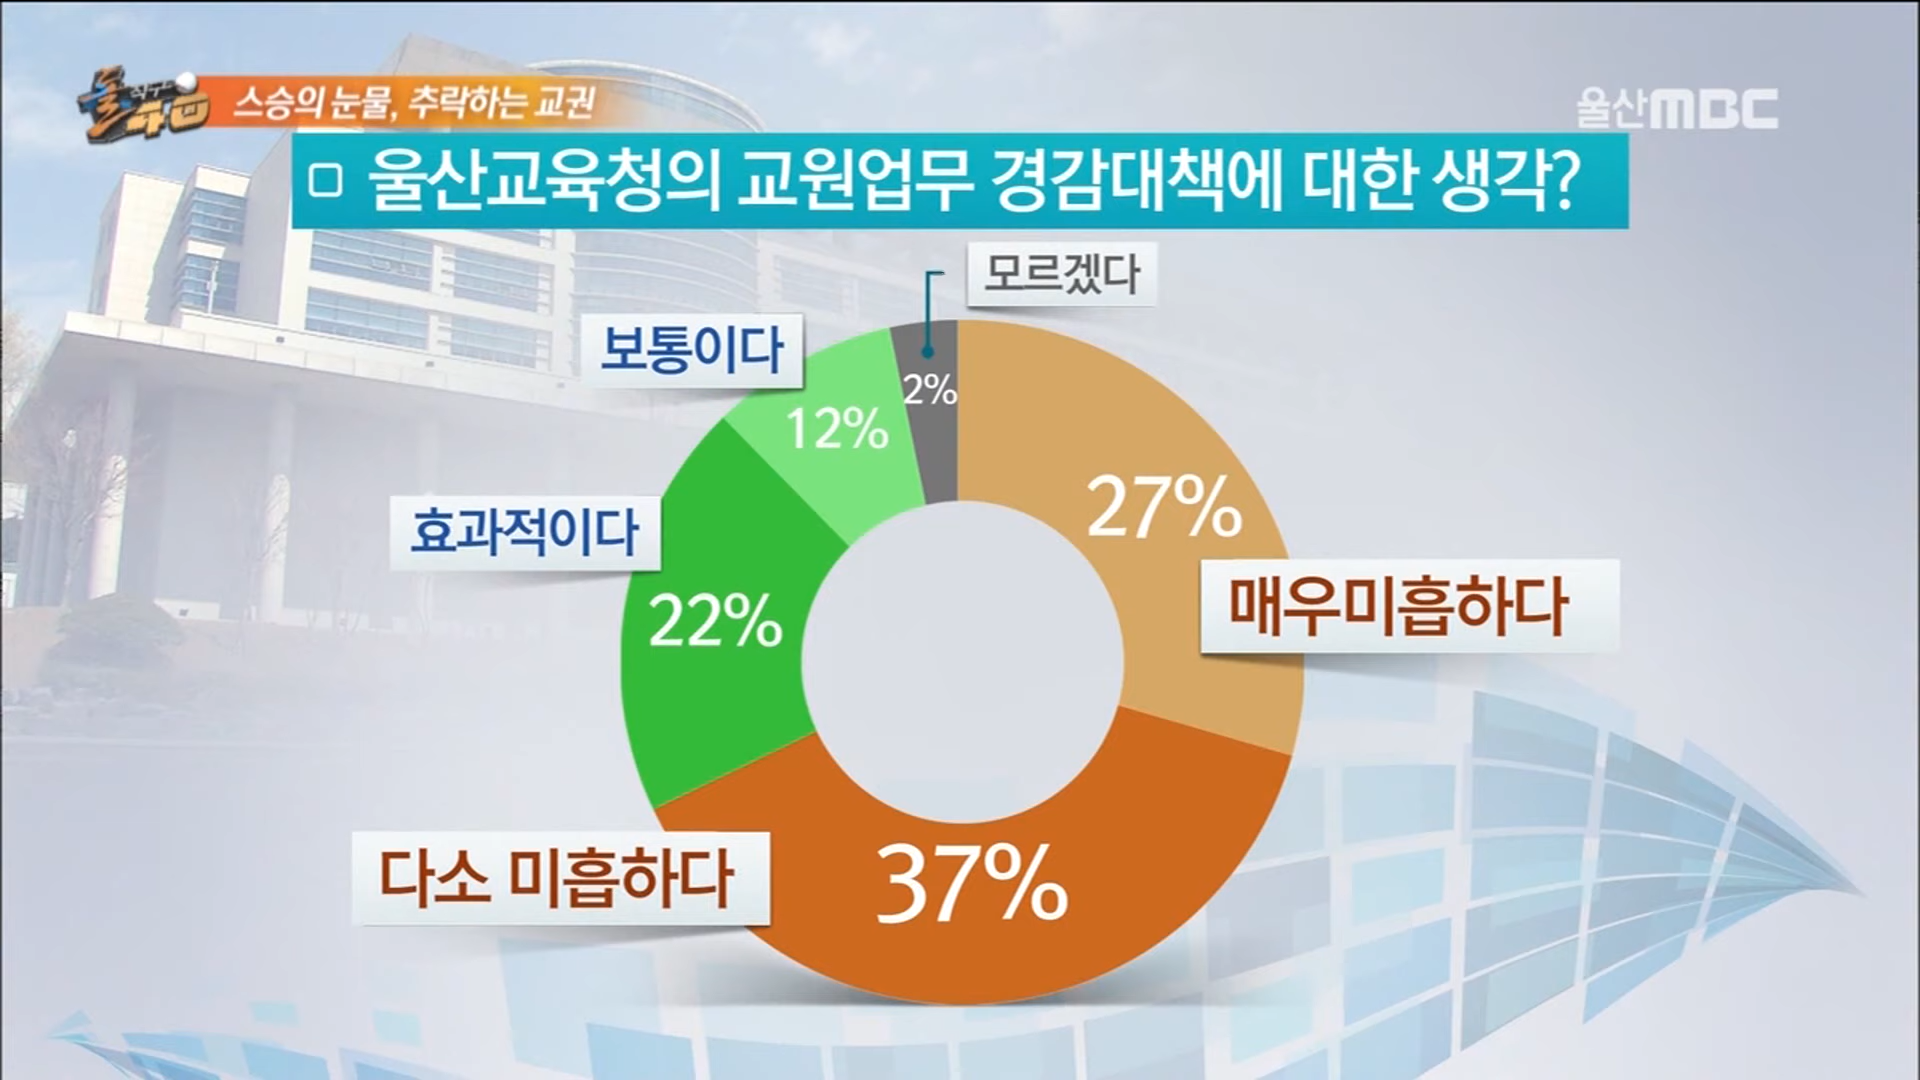 스승의 눈물, 추락하는 교권
울산MBC
울산교육청의 교원업무 경감대책에 대한 생각?
모르겠다
보통이다
2%
12%
27%
효과적이다
매우미흡하다
22%
다소 미흡하다
37%